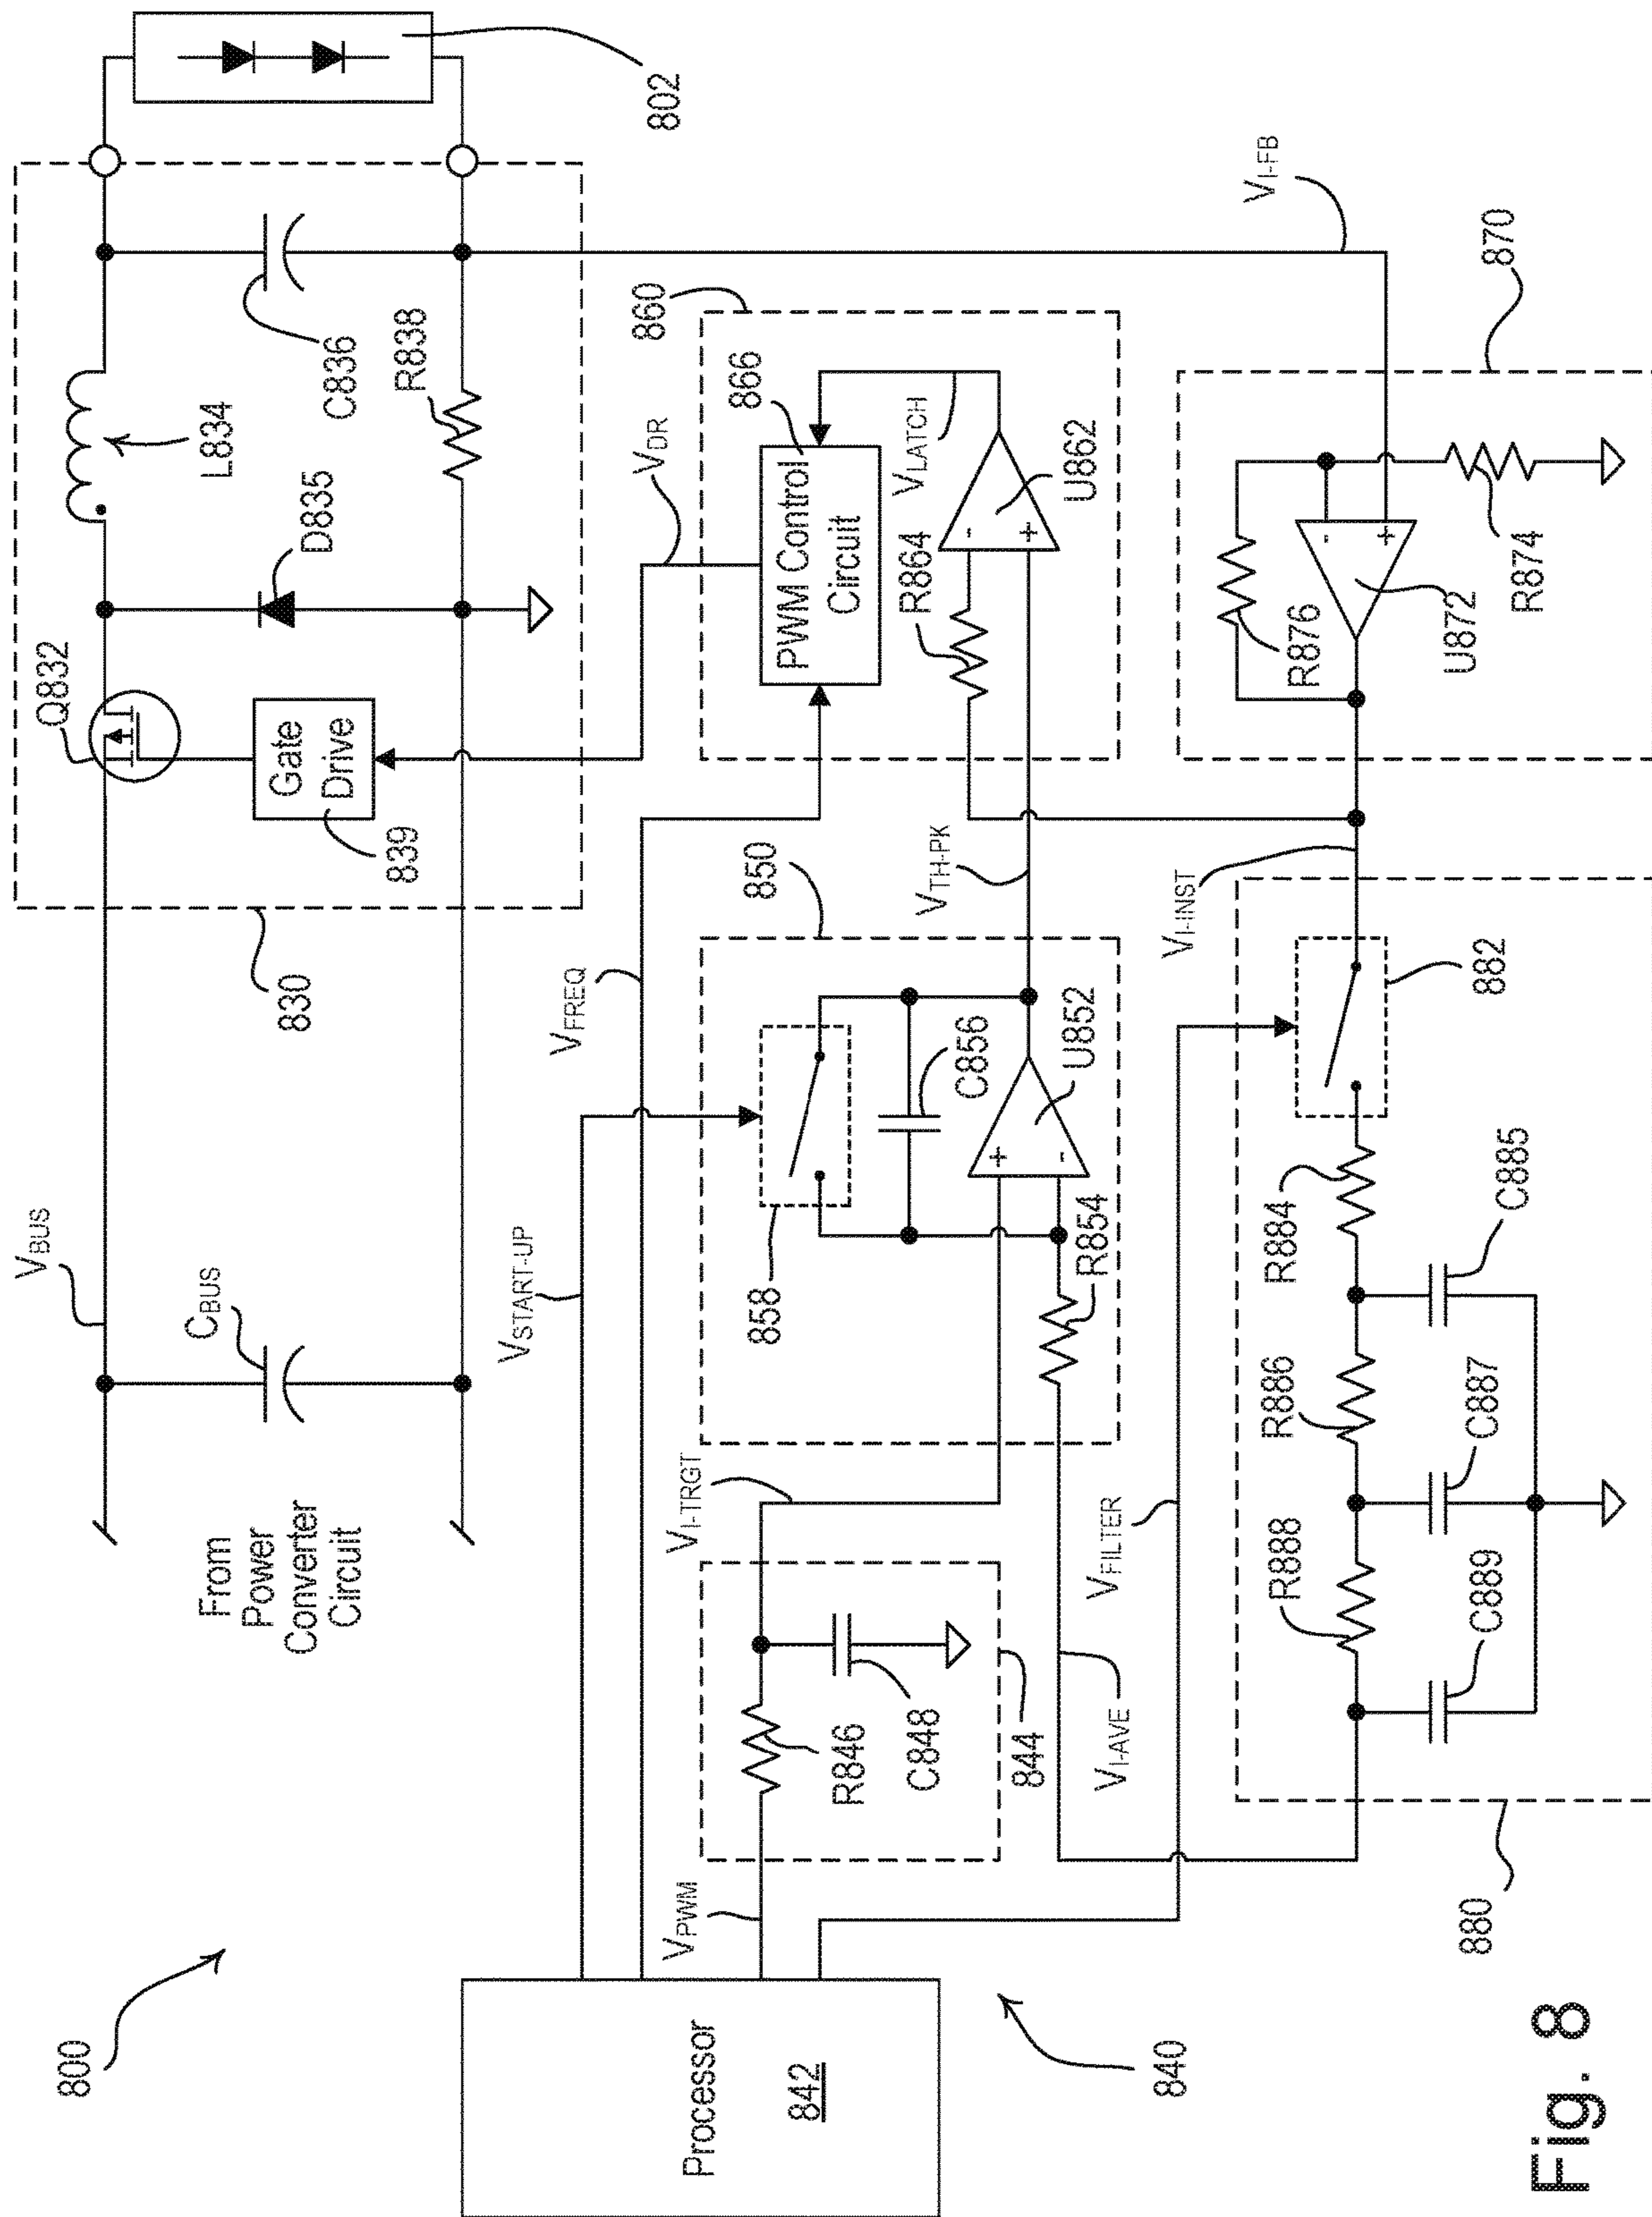 800
V_BUS
C_BUS
From
Power
Converter
Circuit
830
Q832
Gate
Drive
839
D835
L834
C836
R838
802
V_START-UP
V_FREQ
V_DR
Processor
842
840
V_PWM
R846
C848
844
V_I-TRGT
850
858
C856
+
-
U852
R854
V_TH-PK
860
866
PWM Control
Circuit
V_LATCH
R864
-
+
U862
V_I-FB
V_I-AVE
V_FILTER
V_I-INST
870
R876
-
+
U872
R874
880
882
R884
R886
R888
C885
C887
C889
Fig. 8